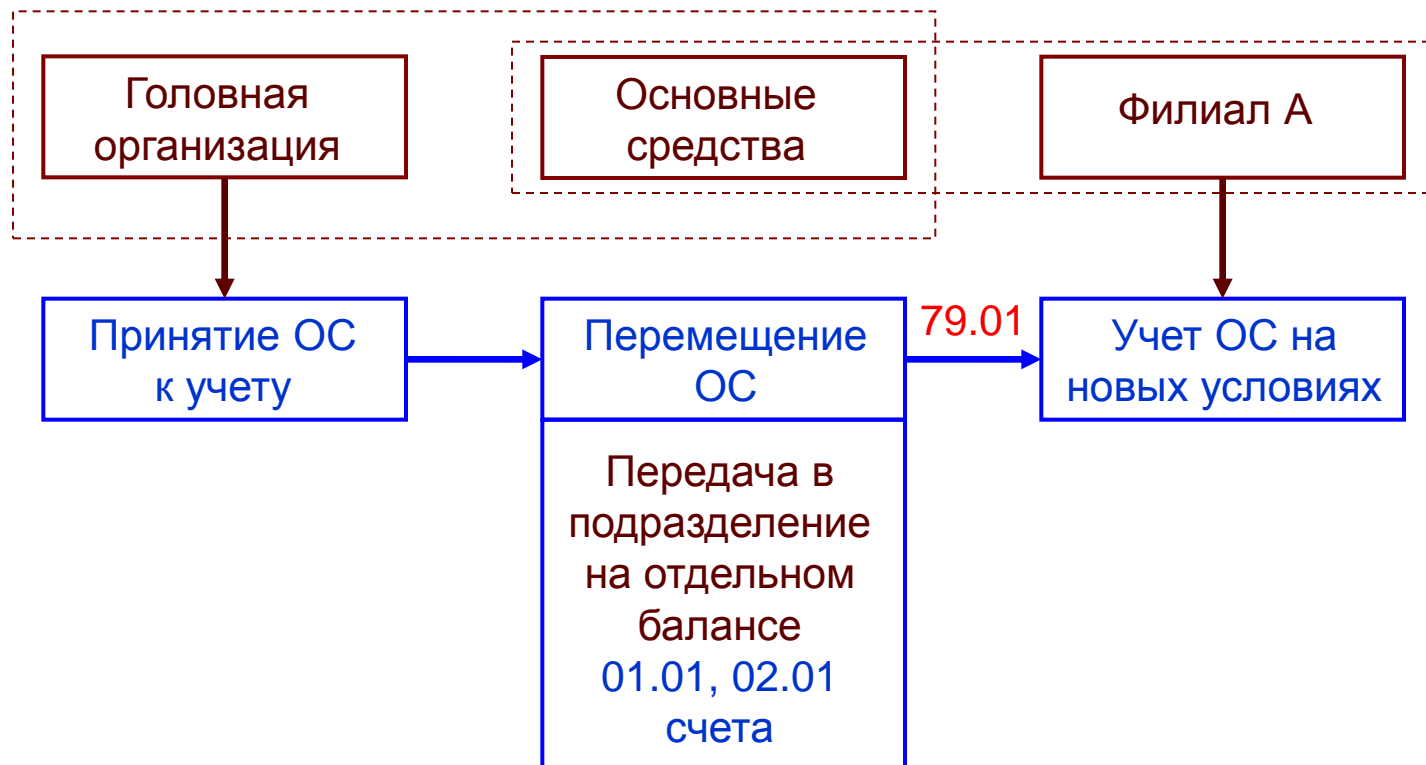 Головная
организация
Основные
средства
Филиал А
Принятие ОС
к учету
Перемещение
ОС
79.01
Учет ОС на
новых условиях
Передача в
подразделение
на отдельном
балансе
01.01, 02.01
счета